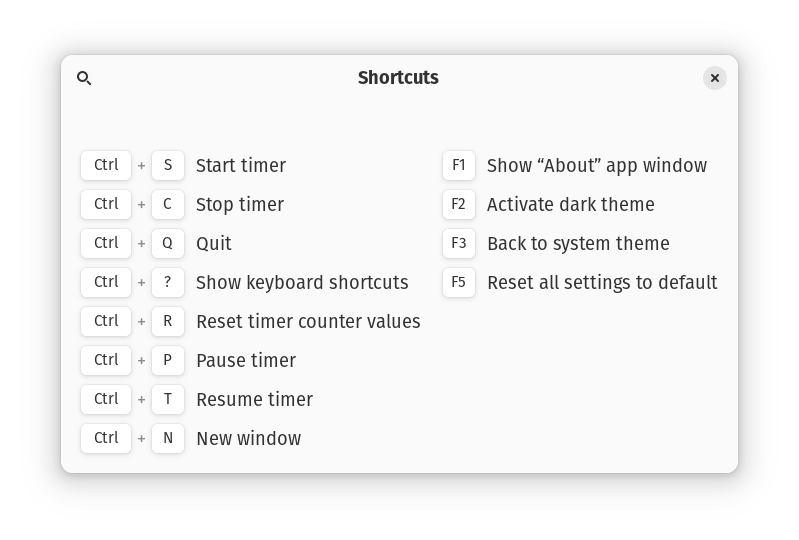 Shortcuts
Ctrl + S Start timer
Ctrl + C Stop timer
Ctrl + Q Quit
Ctrl + ? Show keyboard shortcuts
Ctrl + R Reset timer counter values
Ctrl + P Pause timer
Ctrl + T Resume timer
Ctrl + N New window
F1 Show “About” app window
F2 Activate dark theme
F3 Back to system theme
F5 Reset all settings to default